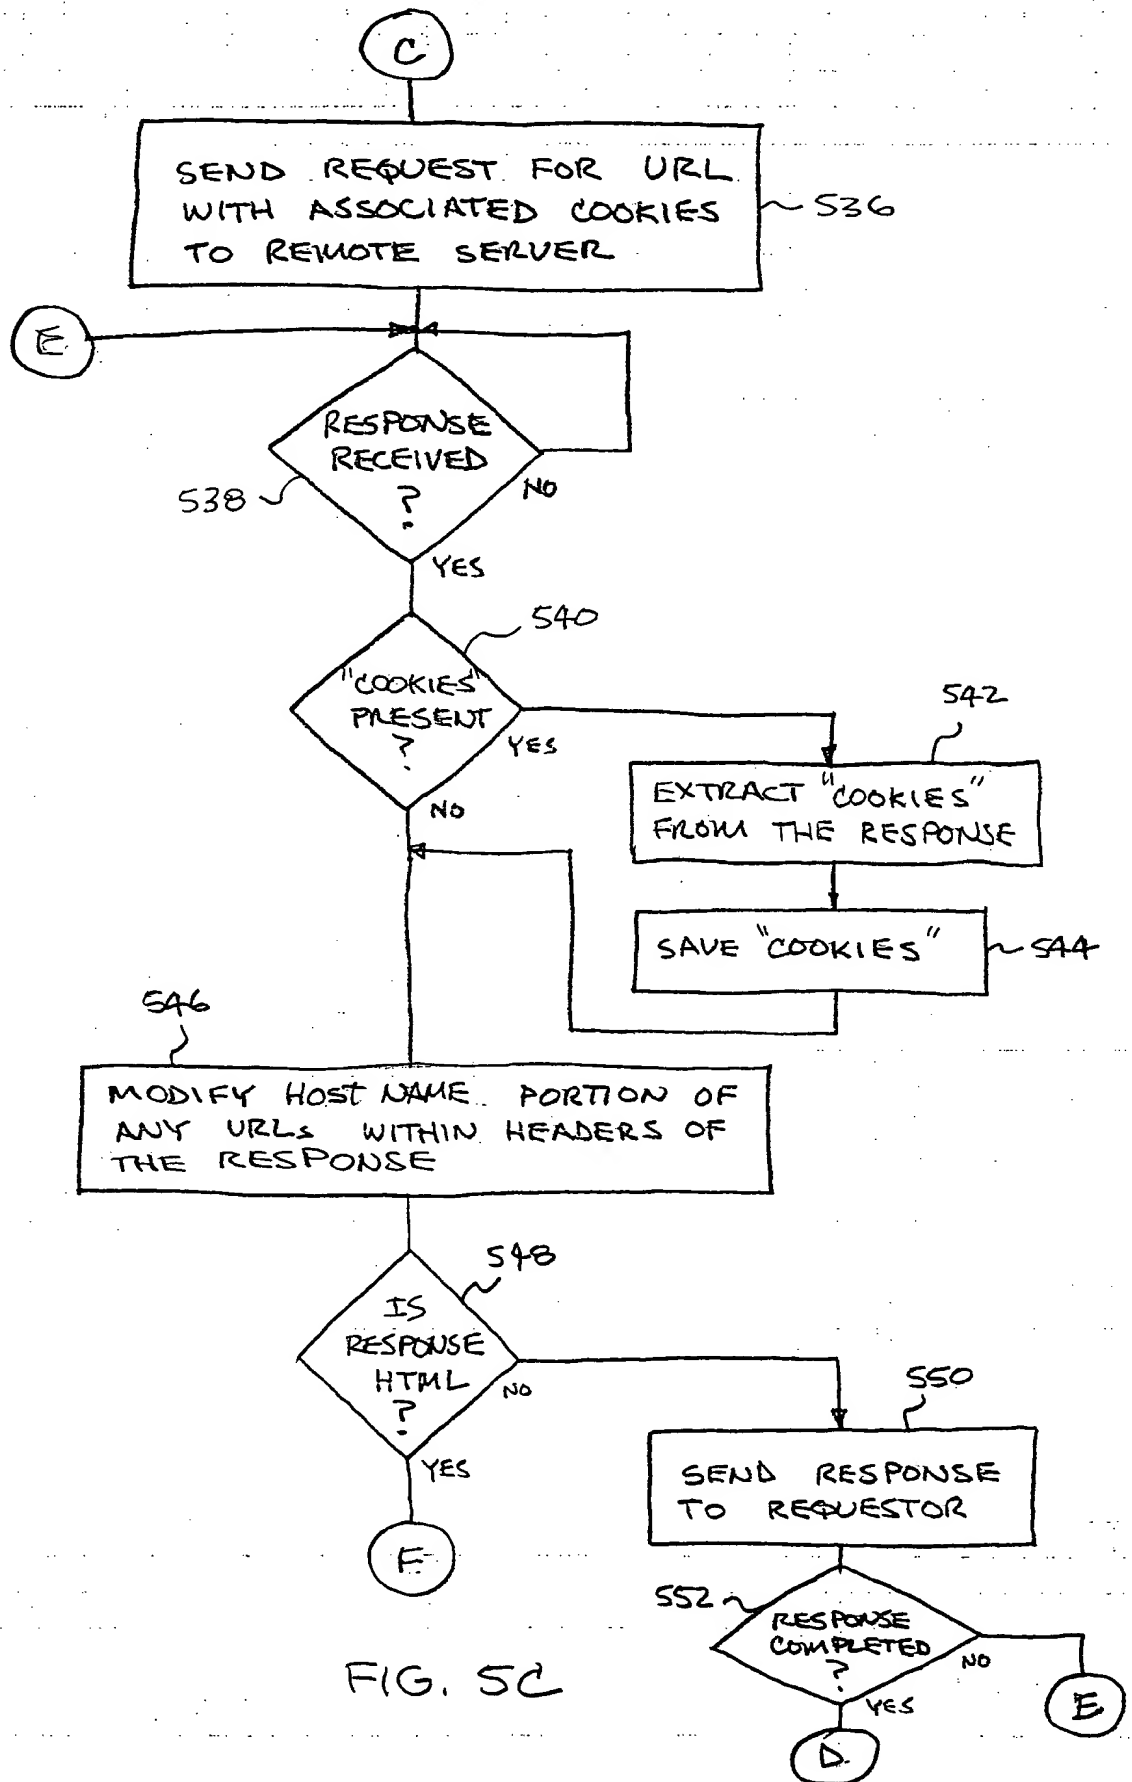 C
SEND REQUEST FOR URL
WITH ASSOCIATED COOKIES
TO REMOTE SERVER
536
E
RESPONSE
RECEIVED
?
538
NO
YES
540
"COOKIES"
PRESENT
?
YES
NO
542
EXTRACT "COOKIES"
FROM THE RESPONSE
SAVE "COOKIES"
544
546
MODIFY HOST NAME PORTION OF
ANY URLs WITHIN HEADERS OF
THE RESPONSE
548
IS
RESPONSE
HTML
?
NO
YES
F
550
SEND RESPONSE
TO REQUESTOR
552
RESPONSE
COMPLETED
?
NO
YES
E
D
FIG. 5C